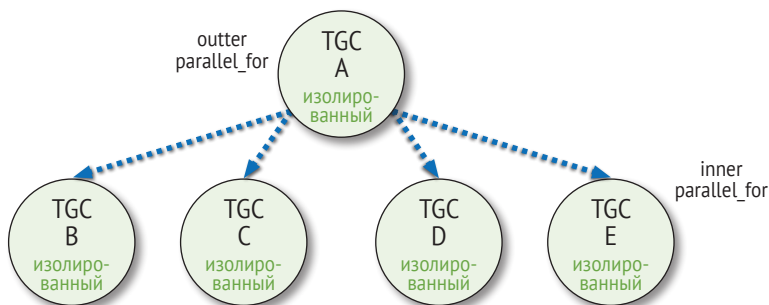 outter
parallel_for
TGC
A
изолиро-
ванный
inner
parallel_for
TGC
B
изолиро-
ванный
TGC
C
изолиро-
ванный
TGC
D
изолиро-
ванный
TGC
E
изолиро-
ванный